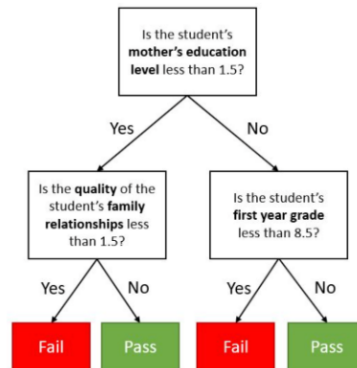 Is the student's
mother's education
level less than 1.5?
Yes
No
Is the quality of the
student's family
relationships less
than 1.5?
Is the student's
first year grade
less than 8.5?
Yes
No
Yes
No
Fail
Pass
Fail
Pass